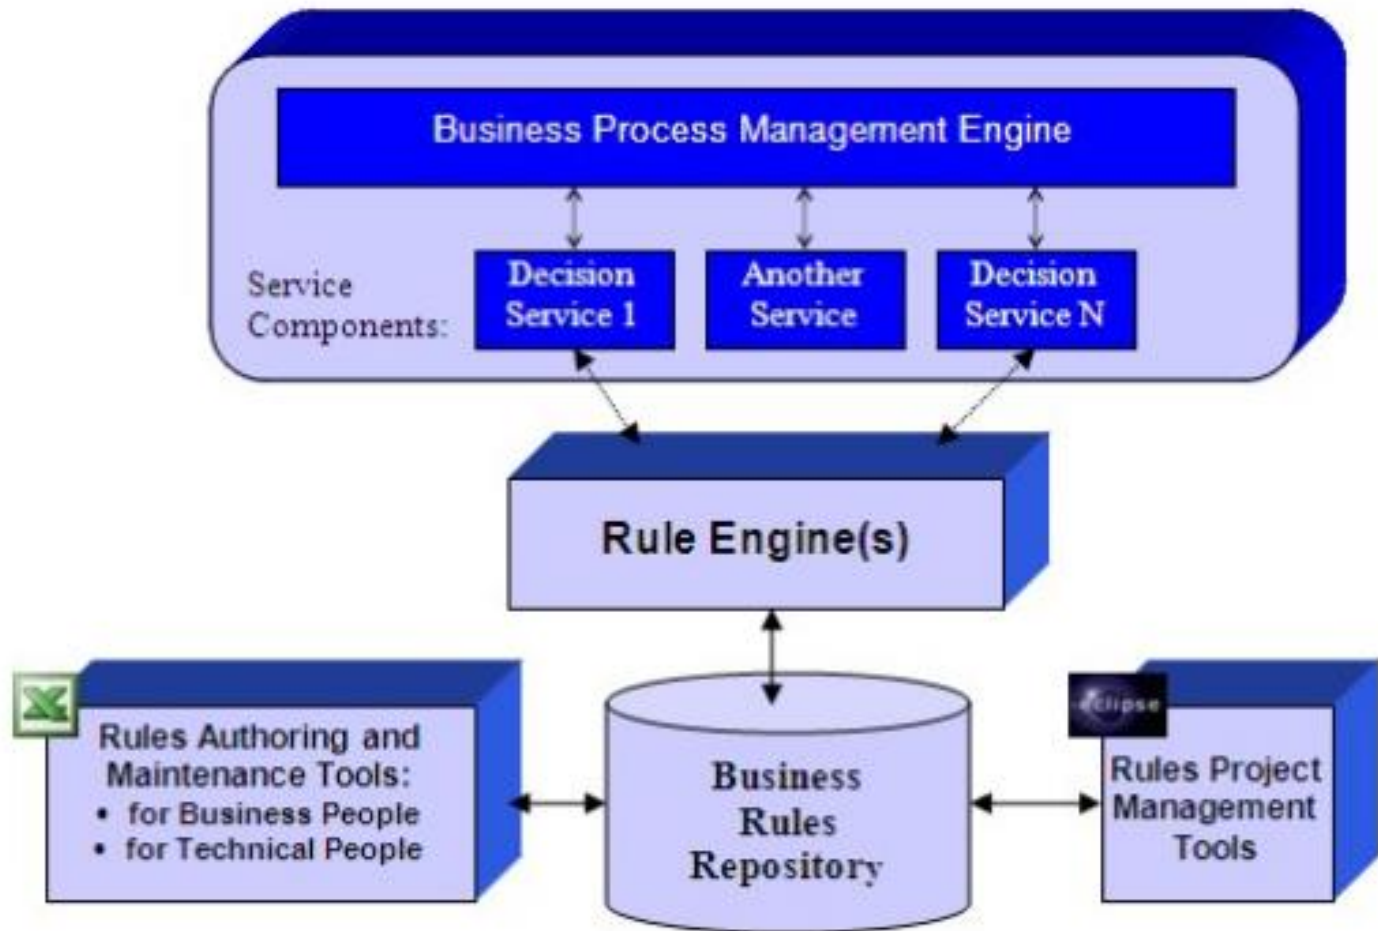 Business Process Management Engine
Service
Components:
Decision
Service 1
Another
Service
Decision
Service N
Rule Engine(s)
Rules Authoring and
Maintenance Tools:
• for Business People
• for Technical People
Business
Rules
Repository
eclipse
Rules Project
Management
Tools